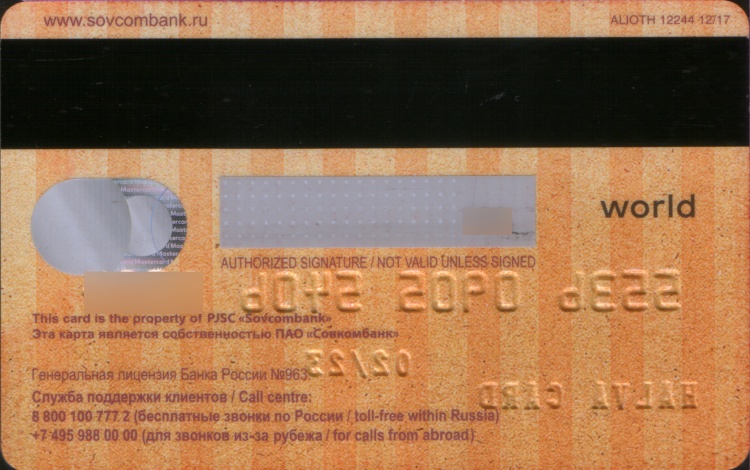 www.sovcombank.ru
ALIOTH 12244 12/17
world
AUTHORIZED SIGNATURE / NOT VALID UNLESS SIGNED
This card is the property of PJSC «Sovcombank»
Эта карта является собственностью ПАО «Совкомбанк»
Генеральная лицензия Банка России №963
HALVA CARD
Служба поддержки клиентов / Call centre:
8 800 100 777 2 (бесплатные звонки по России / toll-free within Russia)
+7 495 988 00 00 (для звонков из-за рубежа / for calls from abroad)